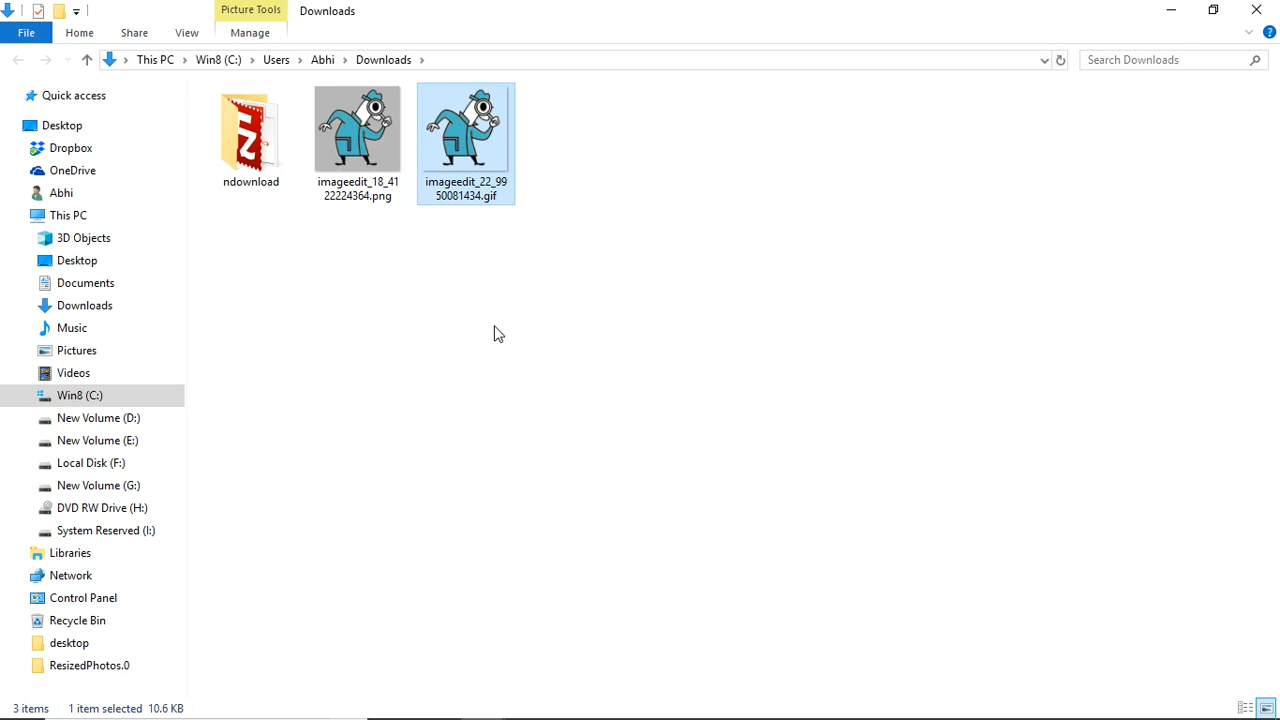 Picture Tools
Downloads
File
Home
Share
View
Manage
This PC
Win8 (C:)
Users
Abhi
Downloads
Search Downloads
Quick access
Desktop
Dropbox
OneDrive
Abhi
This PC
3D Objects
Desktop
Documents
Downloads
Music
Pictures
Videos
Win8 (C:)
New Volume (D:)
New Volume (E:)
Local Disk (F:)
New Volume (G:)
DVD RW Drive (H:)
System Reserved (I:)
Libraries
Network
Control Panel
Recycle Bin
desktop
ResizedPhotos.0
ndownload
imageedit_18_41
22224364.png
imageedit_22_99
50081434.gif
3 items
1 item selected 10.6 KB